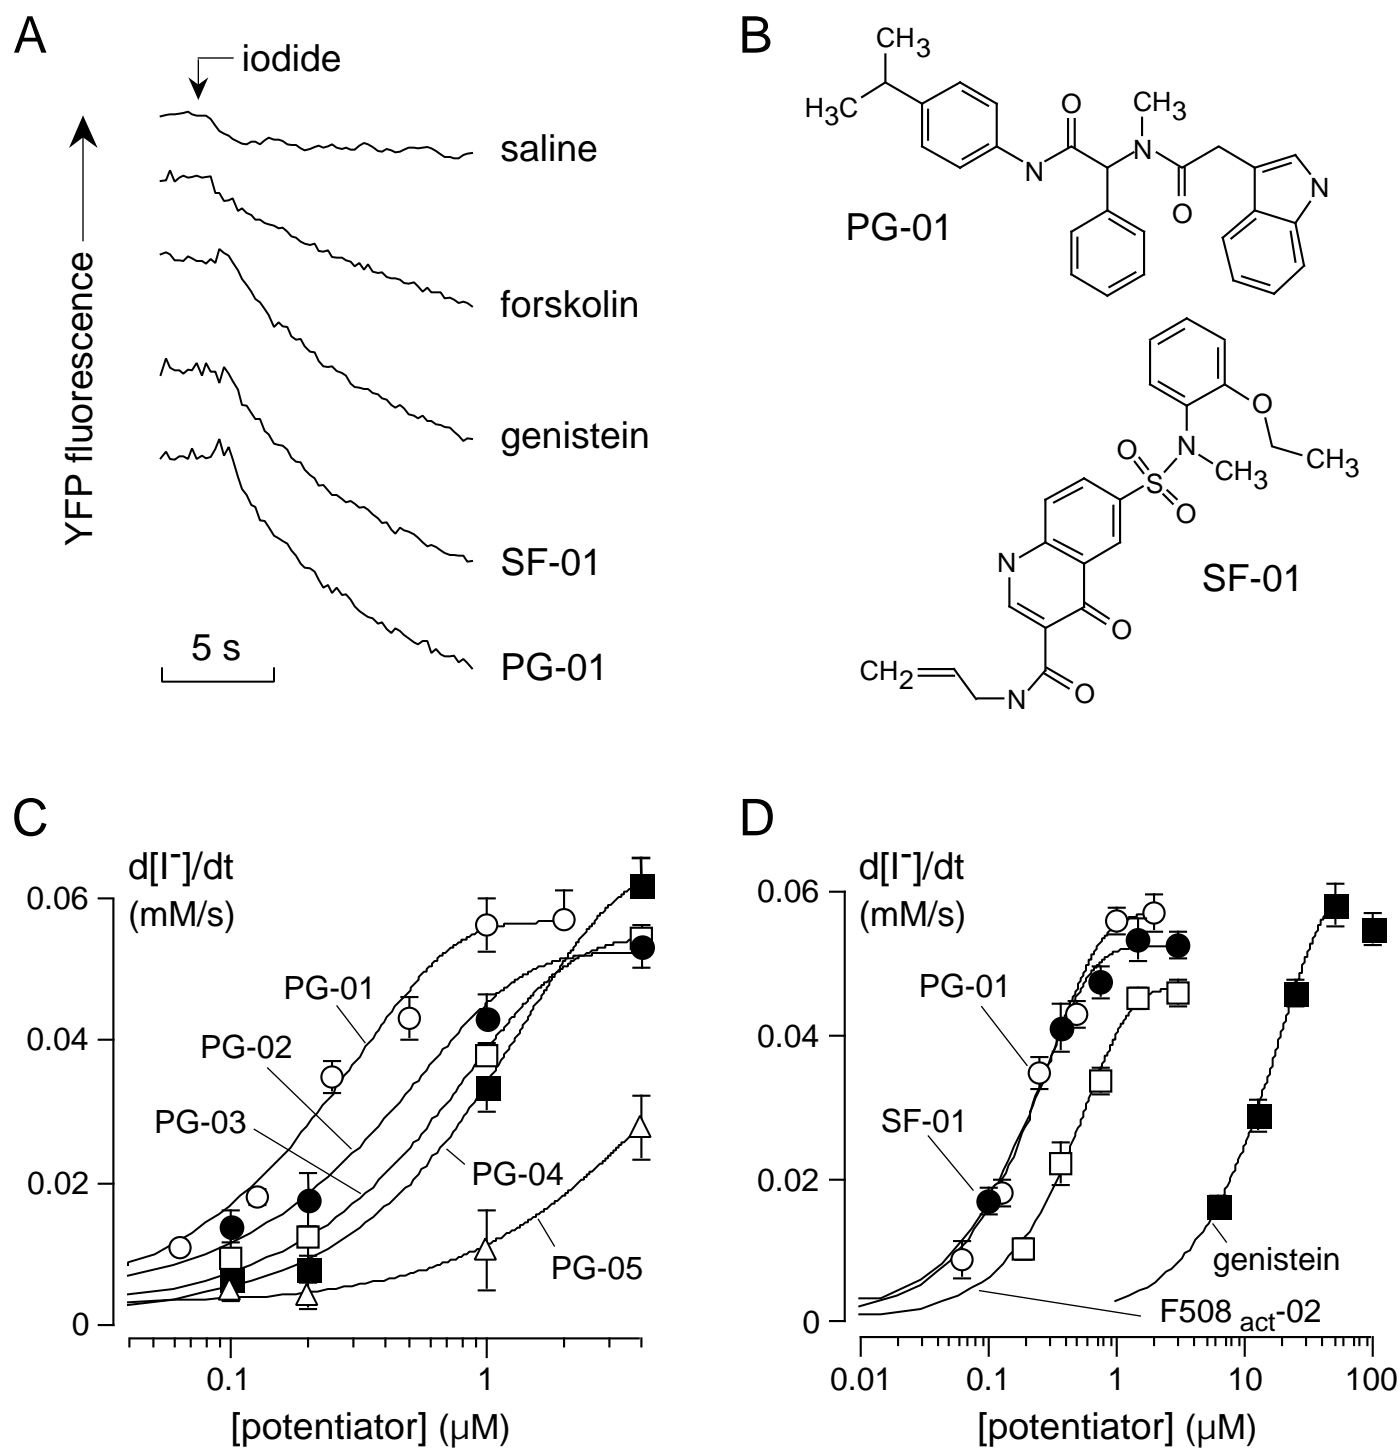 A
iodide
saline
forskolin
genistein
SF-01
PG-01
YFP fluorescence
5 s
B
CH3
H3C
O
CH3
N
N
O
N
PG-01
O
CH3
O
N
CH3
S
O
N
SF-01
O
CH2
N
O
C
d[I-]/dt
(mM/s)
0.06
0.04
0.02
0
PG-01
PG-02
PG-03
PG-04
PG-05
0.1 1
[potentiator] (μM)
D
d[I-]/dt
(mM/s)
0.06
0.04
0.02
0
PG-01
SF-01
genistein
F508 act-02
0.01 0.1 1 10 100
[potentiator] (μM)